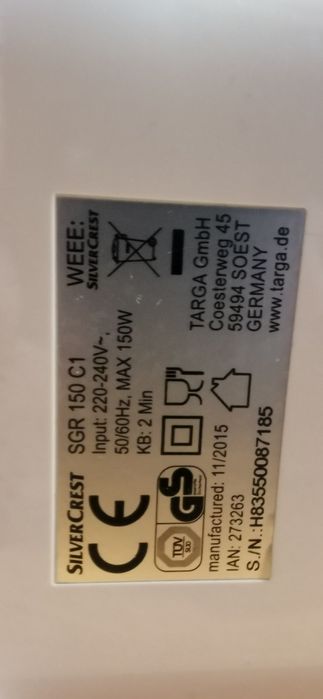 SILVERCREST SGR 150 C1
Input: 220-240V~,
50/60Hz, MAX 150W
KB: 2 Min
WEEE:
SILVERCREST
CE
TÜV
SÜD
GS
manufactured: 11/2015
IAN: 273263
S./N.:H83550087185
TARGA GmbH
Coesterweg 45
59494 SOEST
GERMANY
www.targa.de